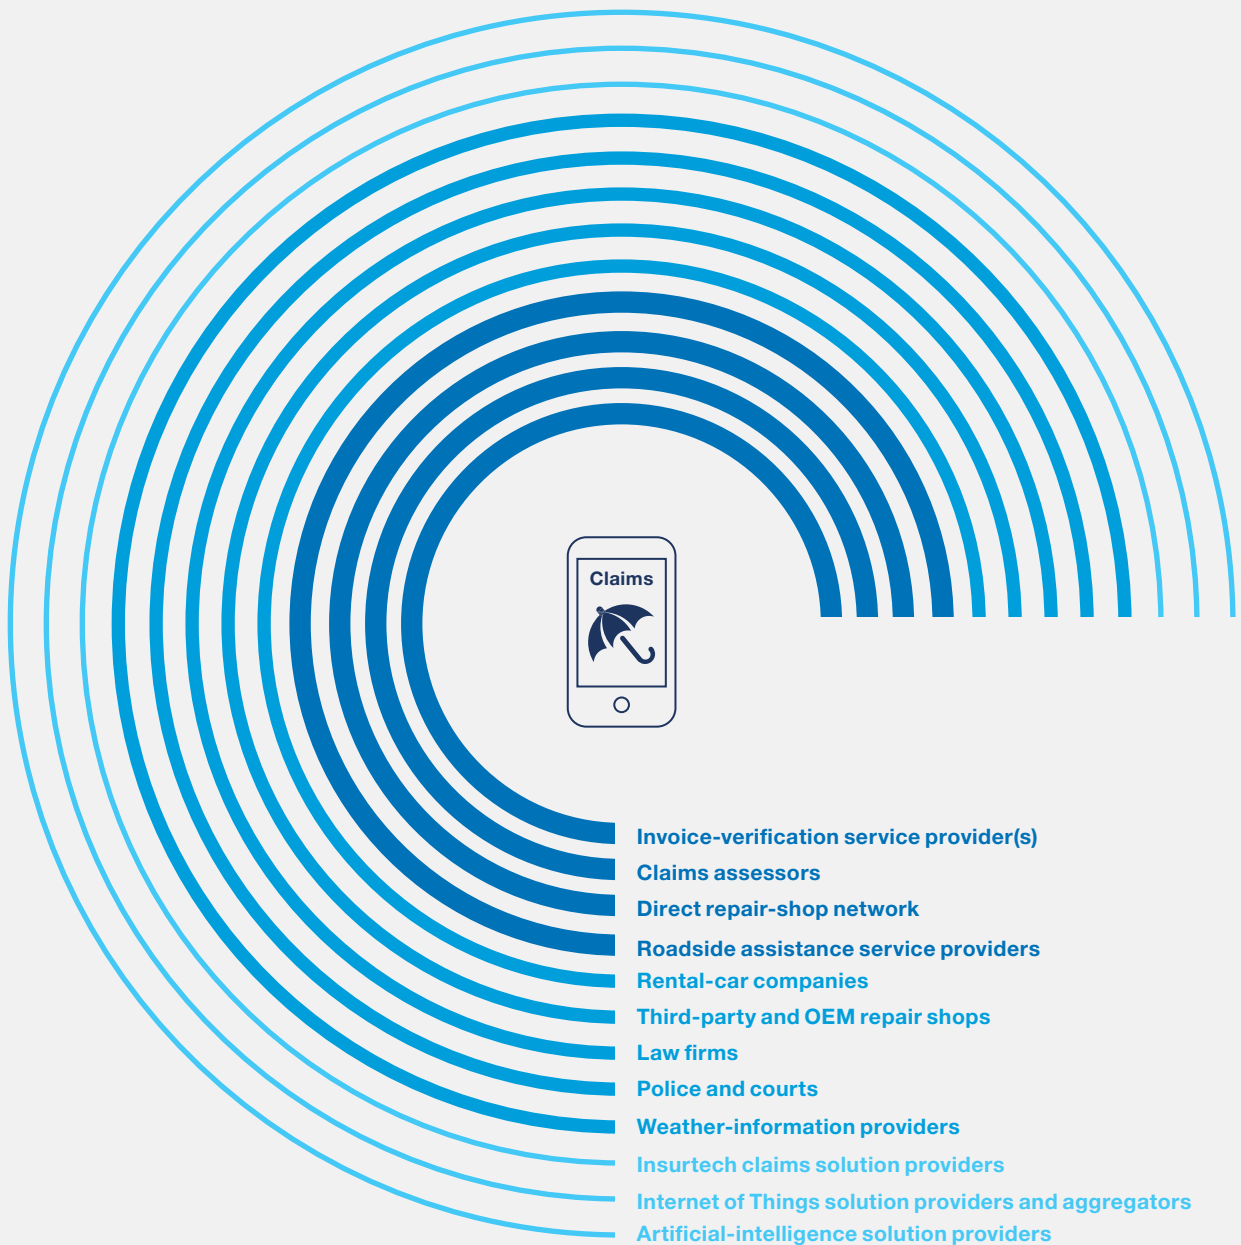 Claims
Invoice-verification service provider(s)
Claims assessors
Direct repair-shop network
Roadside assistance service providers
Rental-car companies
Third-party and OEM repair shops
Law firms
Police and courts
Weather-information providers
Insurtech claims solution providers
Internet of Things solution providers and aggregators
Artificial-intelligence solution providers